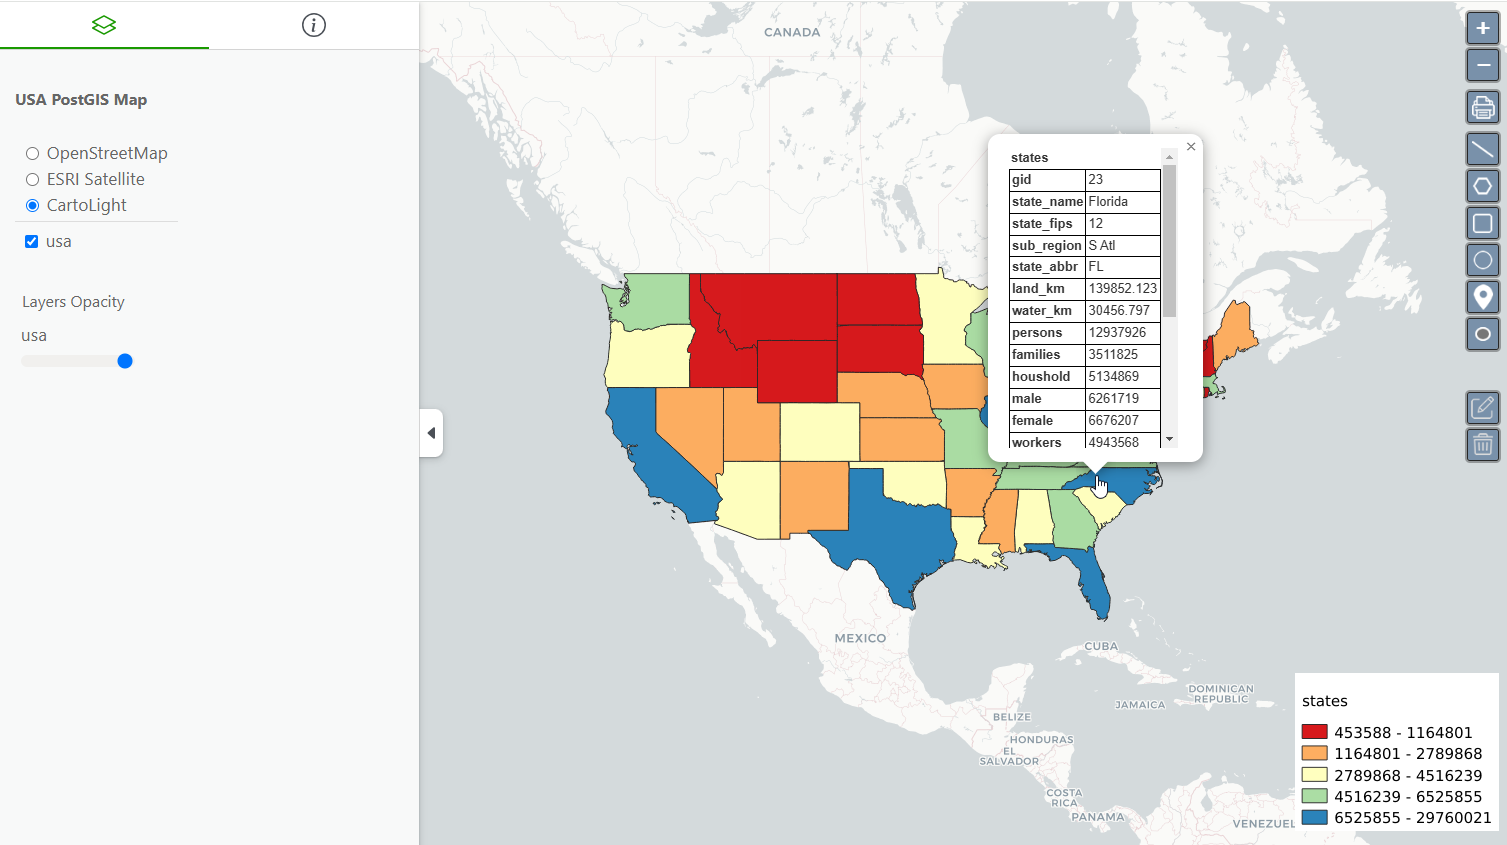 USA PostGIS Map
OpenStreetMap
ESRI Satellite
CartoLight
usa
Layers Opacity
usa
CANADA
states
gid 23
state_name Florida
state_fips 12
sub_region S Atl
state_abbr FL
land_km 139852.123
water_km 30456.797
persons 12937926
families 3511825
houshold 5134869
male 6261719
female 6676207
workers 4943568
MEXICO
CUBA
DOMINICAN
REPUBLIC
JAMAICA
BELIZE
HONDURAS
EL
SALVADOR
COSTA
RICA
PANAMA
VENEZUEL
states
453588 - 1164801
1164801 - 2789868
2789868 - 4516239
4516239 - 6525855
6525855 - 29760021